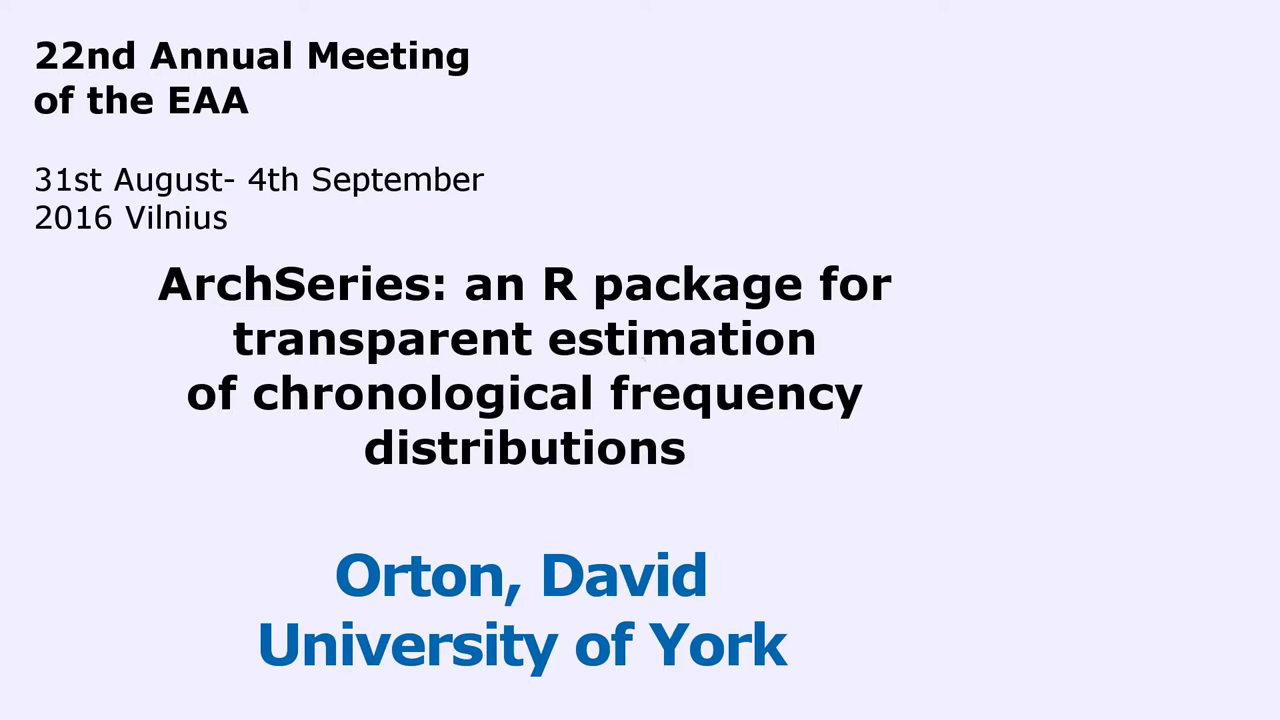 22nd Annual Meeting
of the EAA
31st August- 4th September
2016 Vilnius
ArchSeries: an R package for
transparent estimation
of chronological frequency
distributions
Orton, David
University of York